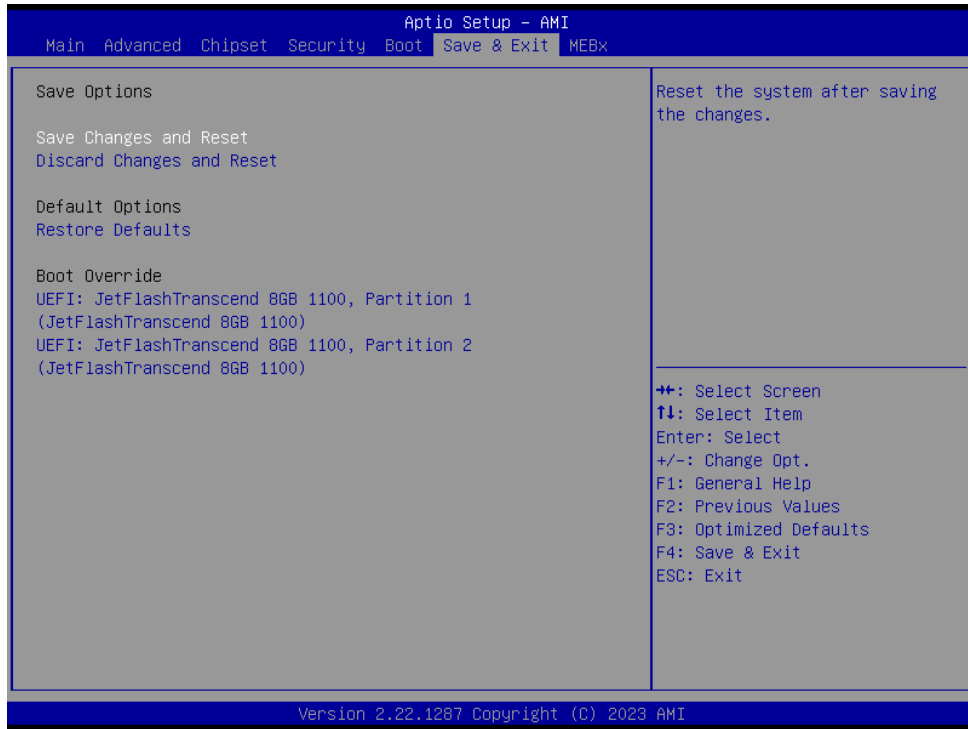 Aptio Setup – AMI
Main Advanced Chipset Security Boot Save & Exit MEBx
Save Options
Save Changes and Reset
Discard Changes and Reset
Default Options
Restore Defaults
Boot Override
UEFI: JetFlashTranscend 8GB 1100, Partition 1
(JetFlashTranscend 8GB 1100)
UEFI: JetFlashTranscend 8GB 1100, Partition 2
(JetFlashTranscend 8GB 1100)
Reset the system after saving
the changes.
→←: Select Screen
↑↓: Select Item
Enter: Select
+/-: Change Opt.
F1: General Help
F2: Previous Values
F3: Optimized Defaults
F4: Save & Exit
ESC: Exit
Version 2.22.1287 Copyright (C) 2023 AMI